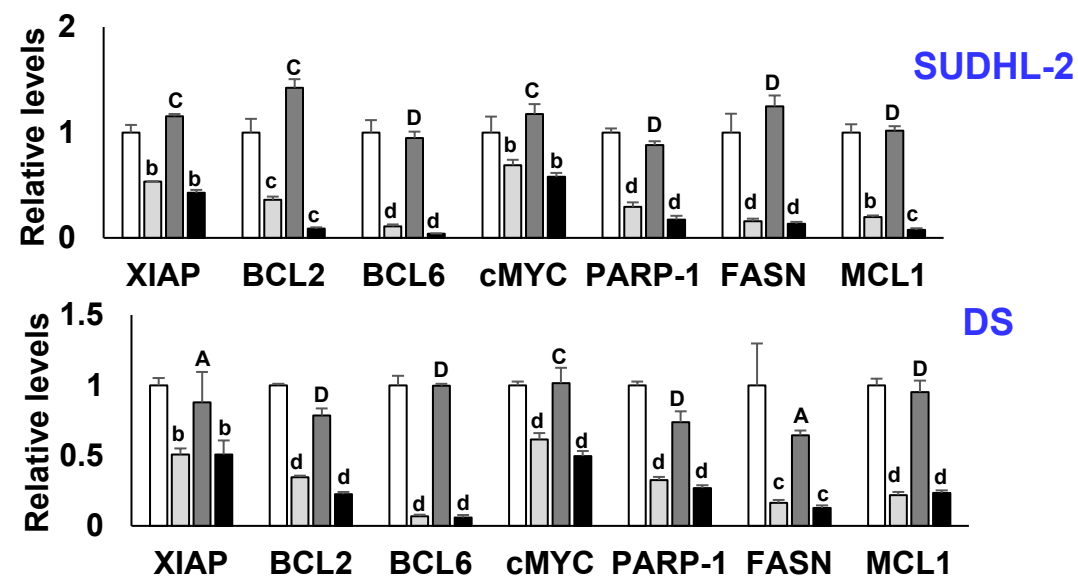 2
SUDHL-2
Relative levels
1
0
b C b
c C c
d D d
b C b
d D d
d D d
b D c
XIAP BCL2 BCL6 cMYC PARP-1 FASN MCL1
1.5
DS
Relative levels
1
0.5
0
b A b
d D d
d D d
d C d
d D d
c A c
d D d
XIAP BCL2 BCL6 cMYC PARP-1 FASN MCL1